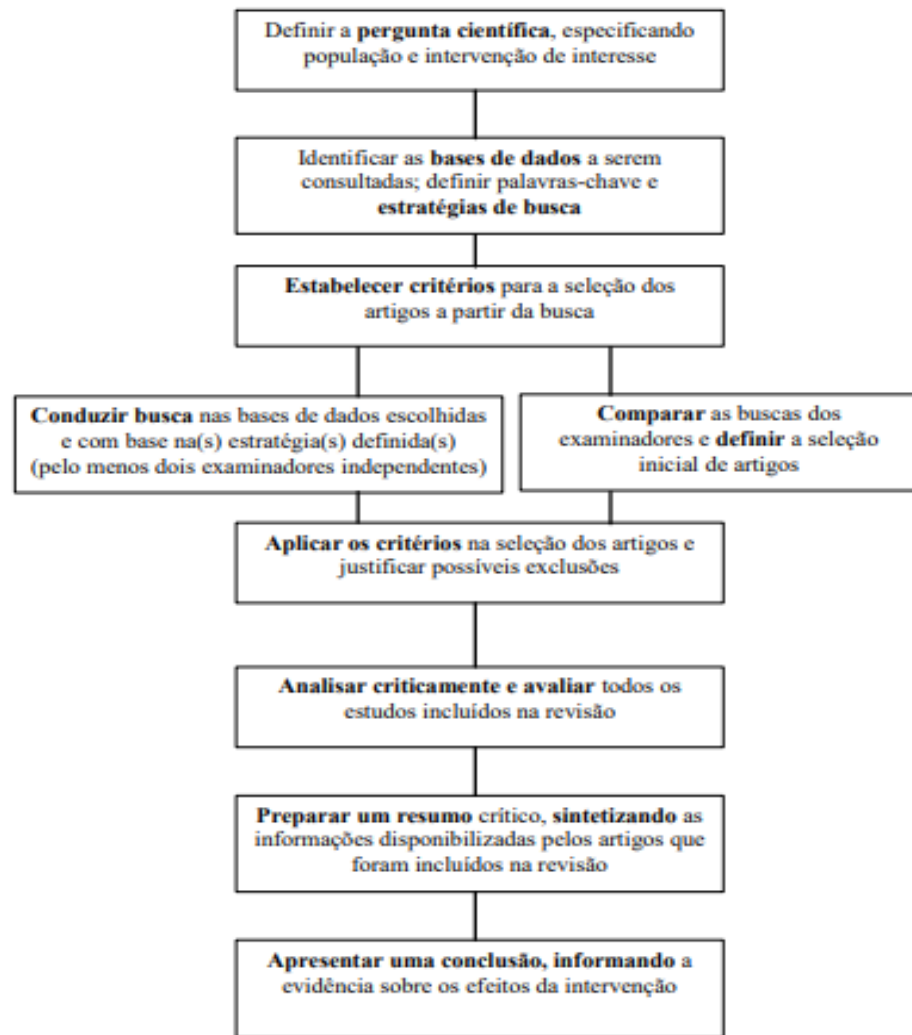 Definir a pergunta científica, especificando
população e intervenção de interesse
Identificar as bases de dados a serem
consultadas; definir palavras-chave e
estratégias de busca
Estabelecer critérios para a seleção dos
artigos a partir da busca
Conduzir busca nas bases de dados escolhidas
e com base na(s) estratégia(s) definida(s)
(pelo menos dois examinadores independentes)
Comparar as buscas dos
examinadores e definir a seleção
inicial de artigos
Aplicar os critérios na seleção dos artigos e
justificar possíveis exclusões
Analisar criticamente e avaliar todos os
estudos incluídos na revisão
Preparar um resumo crítico, sintetizando as
informações disponibilizadas pelos artigos que
foram incluídos na revisão
Apresentar uma conclusão, informando a
evidência sobre os efeitos da intervenção